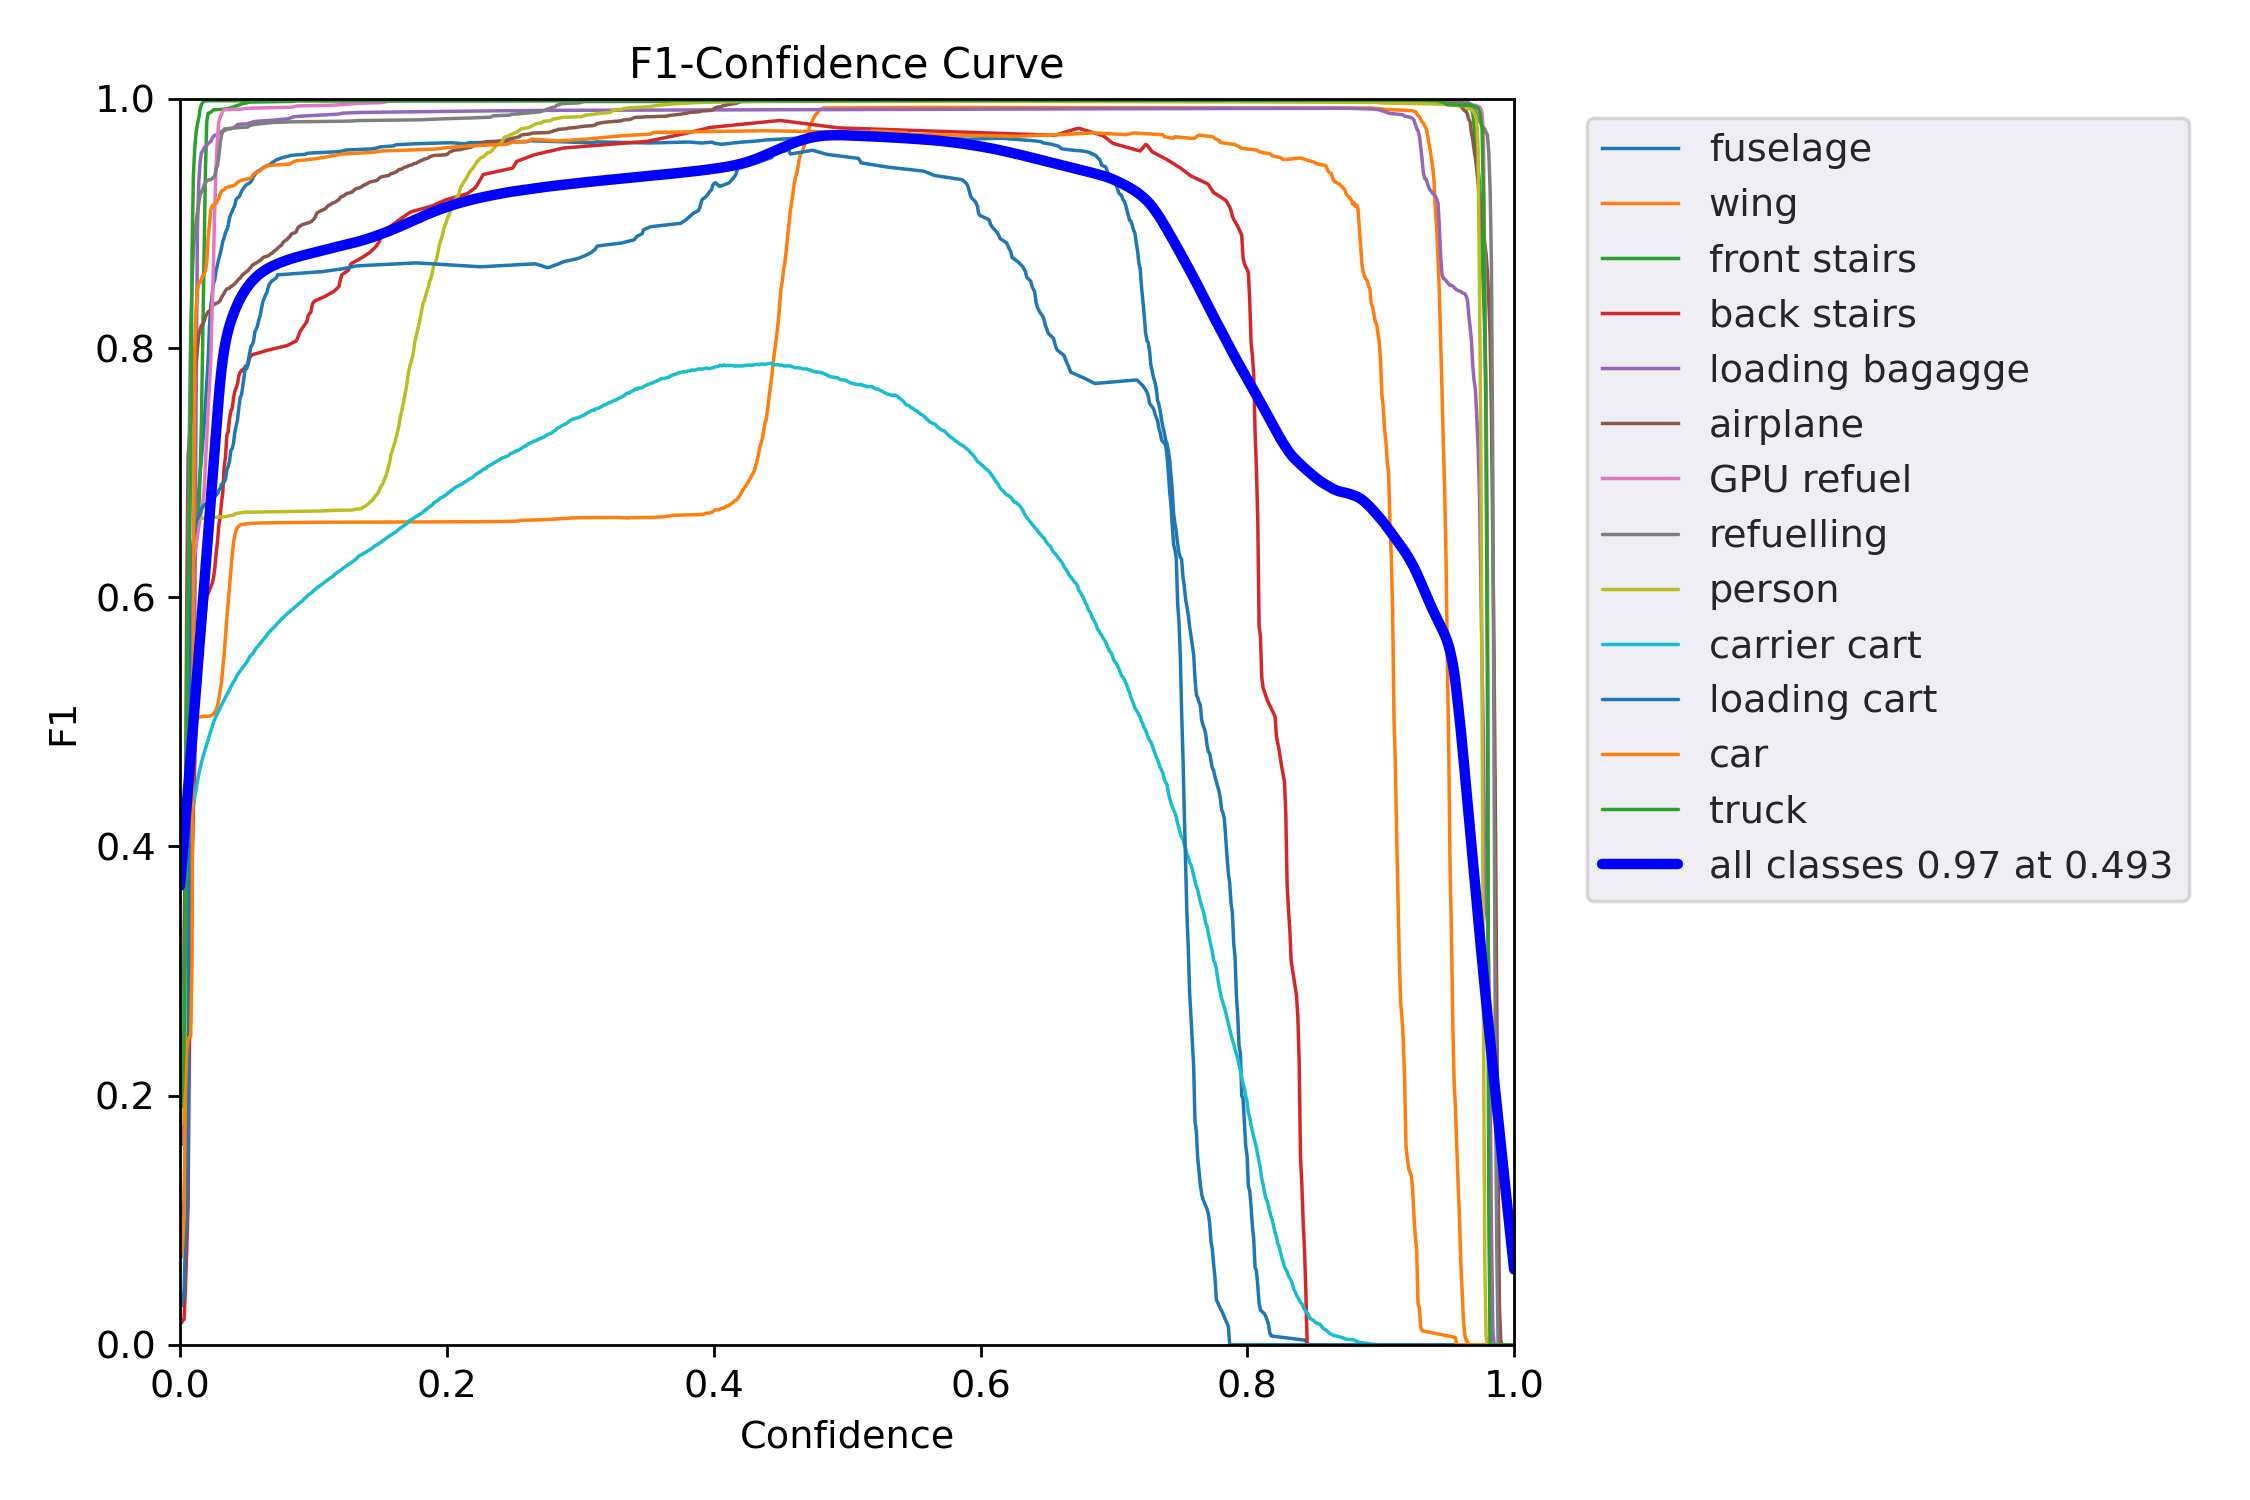 F1-Confidence Curve
1.0
0.8
0.6
0.4
0.2
0.0
F1
0.0 0.2 0.4 0.6 0.8 1.0
Confidence
fuselage
wing
front stairs
back stairs
loading bagagge
airplane
GPU refuel
refuelling
person
carrier cart
loading cart
car
truck
all classes 0.97 at 0.493